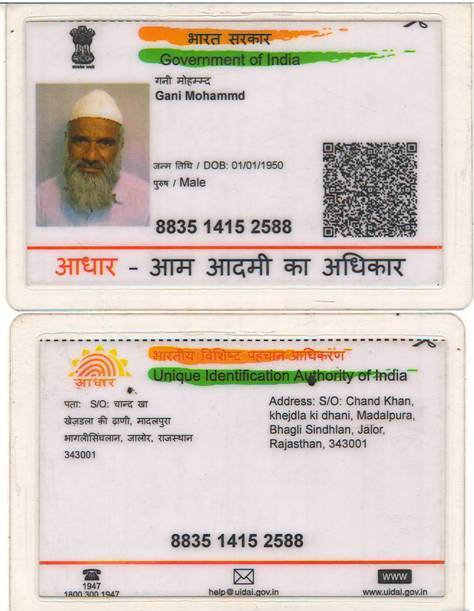 भारत सरकार
Government of India
गनी मोहम्मद
Gani Mohammd
जन्म तिथि / DOB: 01/01/1950
पुरुष / Male
8835 1415 2588
आधार - आम आदमी का अधिकार
भारतीय विशिष्ट पहचान प्राधिकरण
आधार
Unique Identification Authority of India
पता: S/O: चान्द खा
खेजडला की ढाणी, मादलपुरा
भागलीसिंघलान, जालोर, राजस्थान
343001
Address: S/O: Chand Khan,
khejdla ki dhani, Madalpura,
Bhagli Sindhlan, Jalor,
Rajasthan, 343001
8835 1415 2588
1947
1800 300 1947
help@uidai.gov.in
www
www.uidai.gov.in